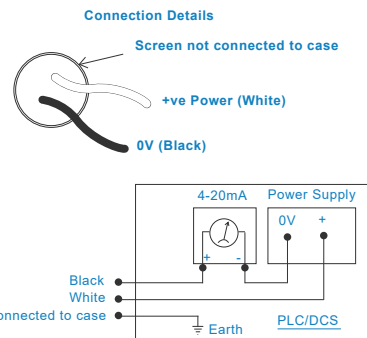 Connection Details
Screen not connected to case
+ve Power (White)
0V (Black)
4-20mA Power Supply
0V +
+ -
Black
White
connected to case
Earth
PLC/DCS